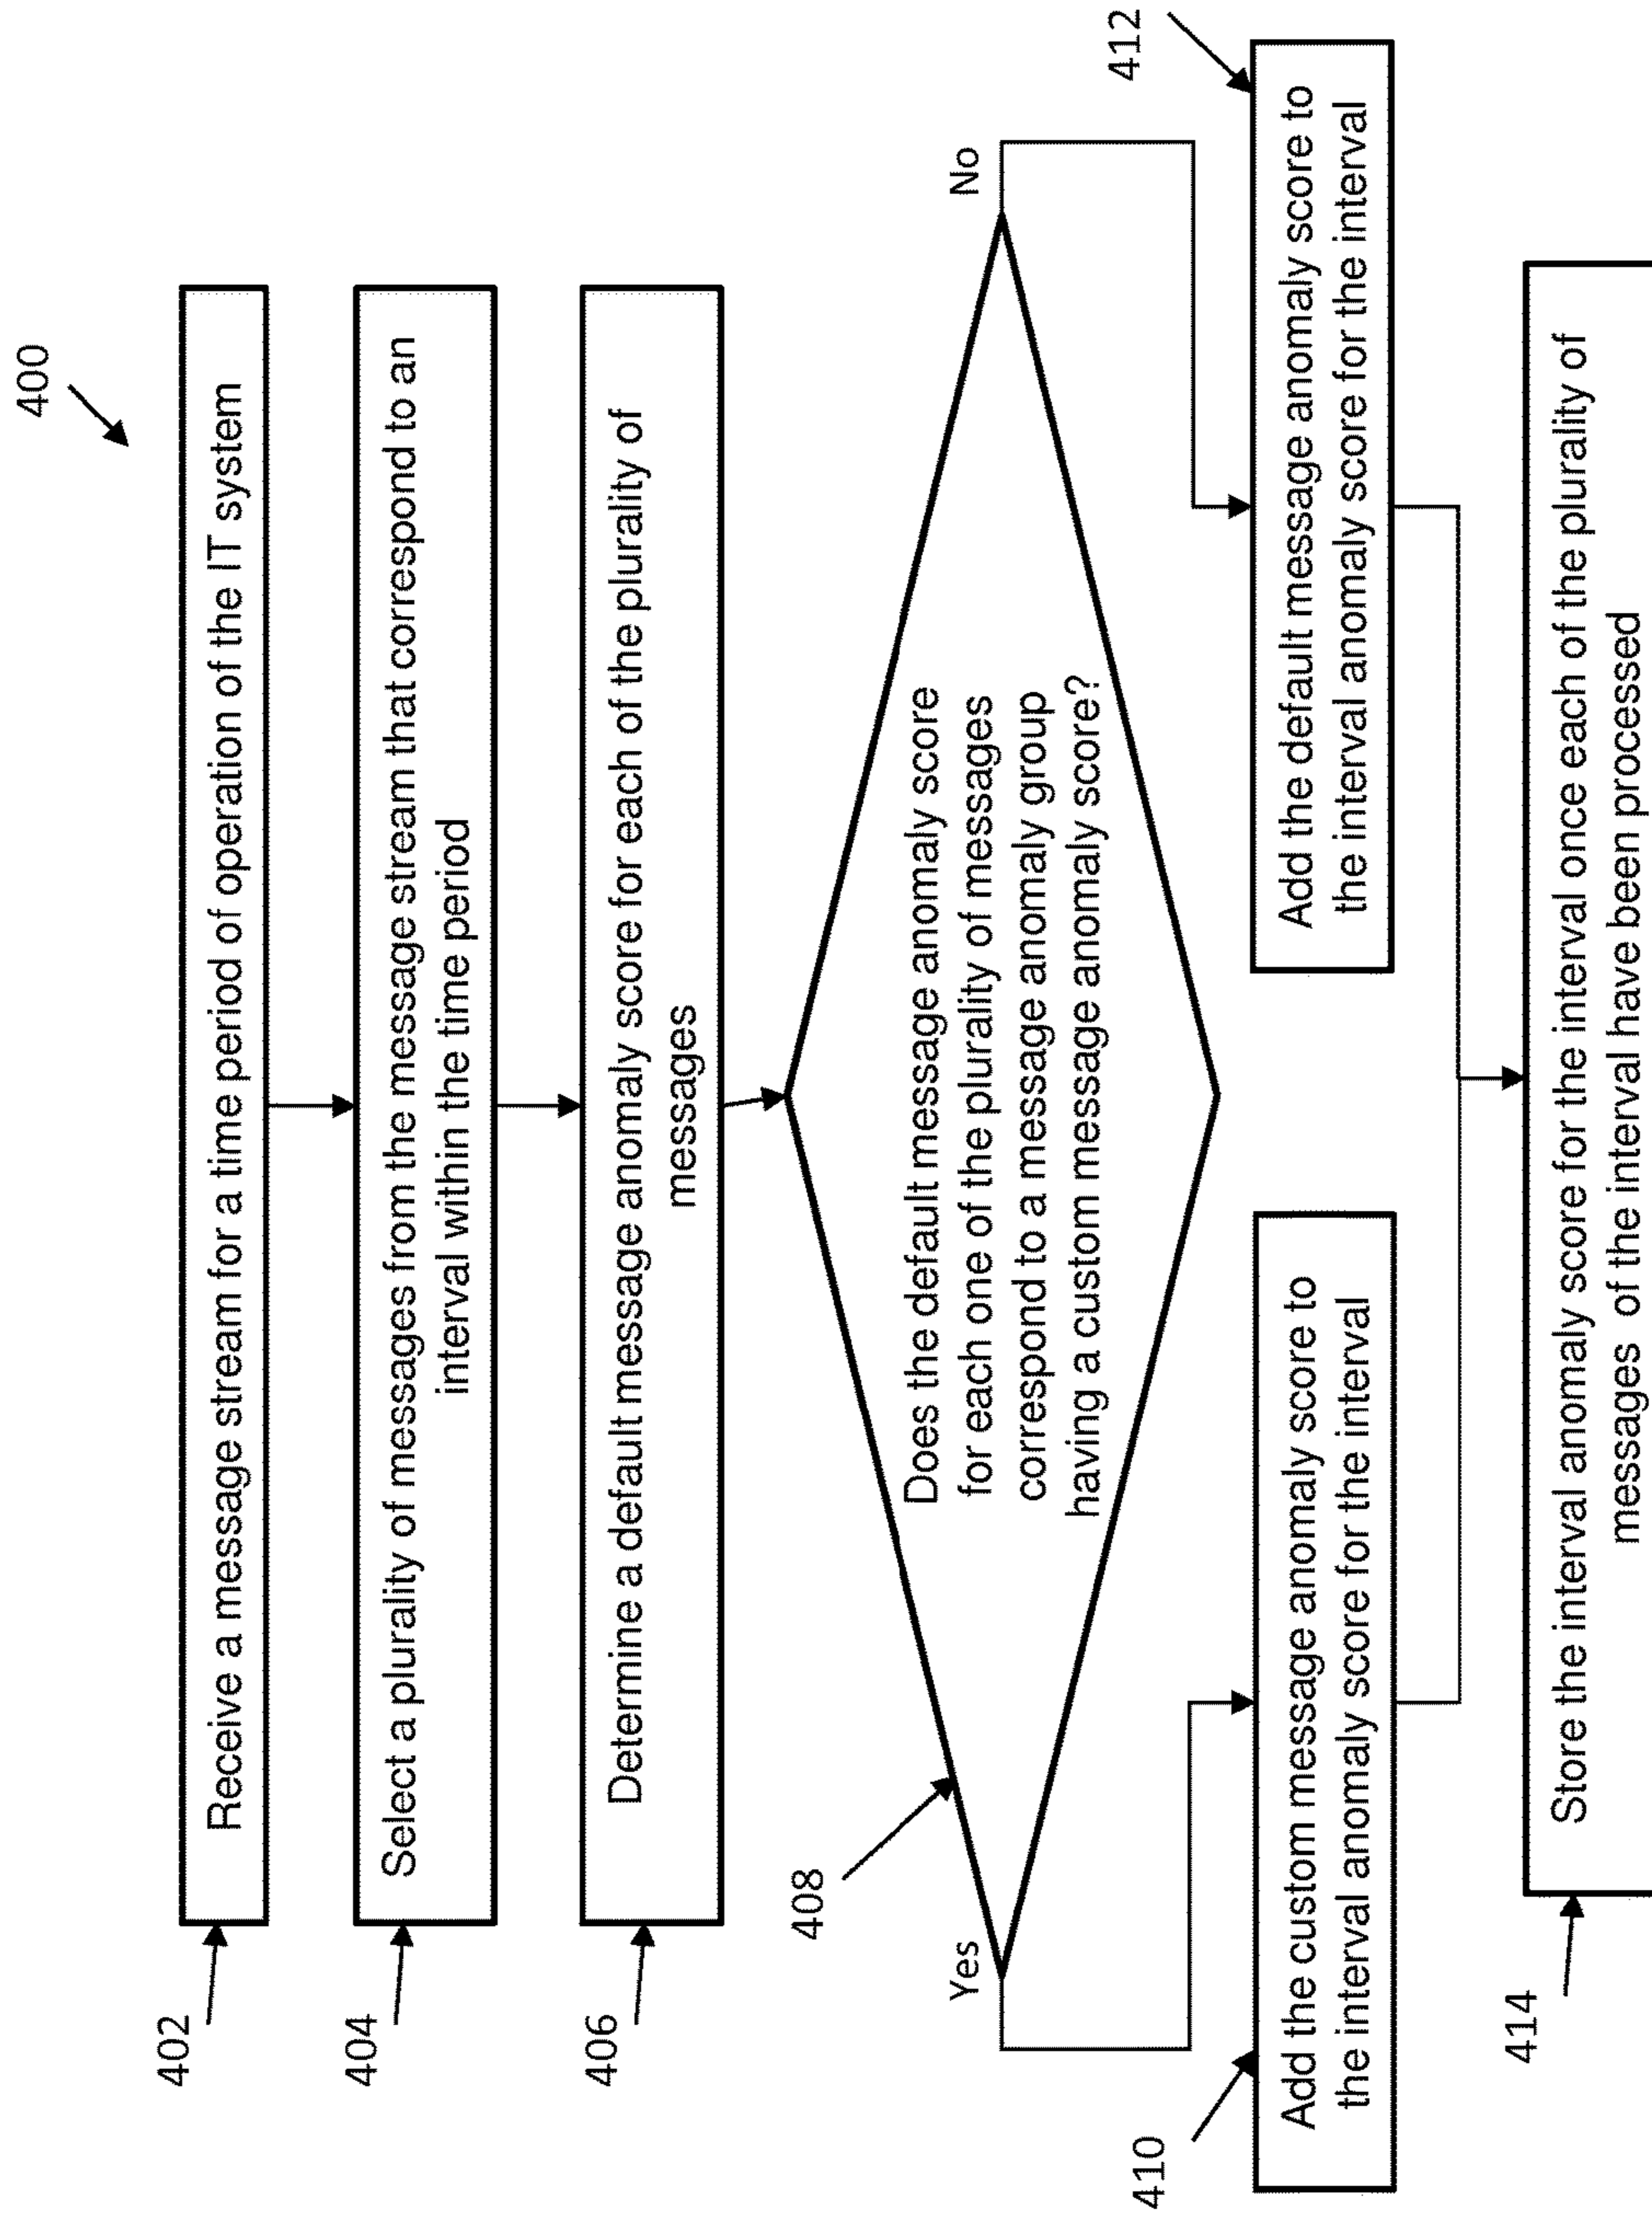 400
402
Receive a message stream for a time period of operation of the IT system
404
Select a plurality of messages from the message stream that correspond to an
interval within the time period
406
Determine a default message anomaly score for each of the plurality of
messages
408
Yes
No
Does the default message anomaly score
for each one of the plurality of messages
correspond to a message anomaly group
having a custom message anomaly score?
410
Add the custom message anomaly score to
the interval anomaly score for the interval
412
Add the default message anomaly score to
the interval anomaly score for the interval
414
Store the interval anomaly score for the interval once each of the plurality of
messages of the interval have been processed